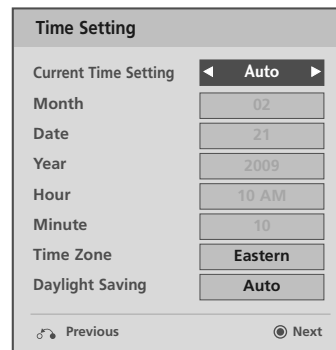 Time Setting
Current Time Setting ◀ Auto ▶
Month 02
Date 21
Year 2009
Hour 10 AM
Minute 10
Time Zone Eastern
Daylight Saving Auto
Previous Next